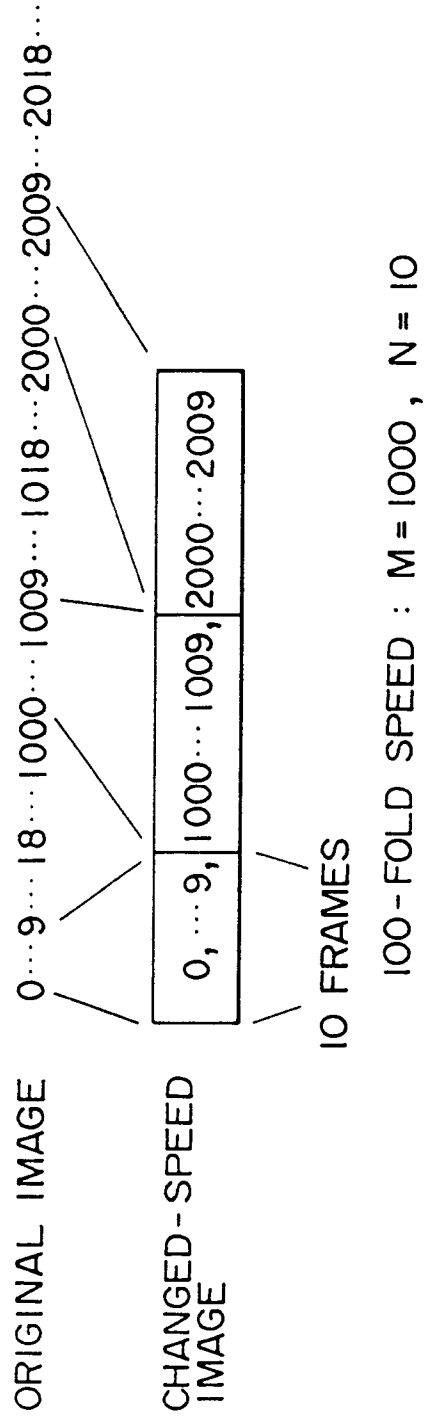 ORIGINAL IMAGE 0···9···18···1000···1009···1018···2000···2009···2018···
CHANGED-SPEED
IMAGE
0, ···9, 1000···1009, 2000···2009
10 FRAMES
100-FOLD SPEED : M = 1000 , N = 10